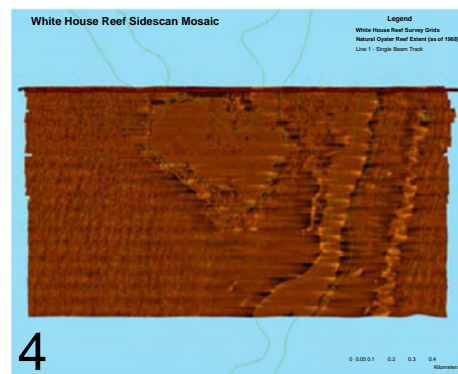 White House Reef Sidescan Mosaic
Legend
White House Reef Survey Grids
Natural Oyster Reef Extent (as of 1968)
Line 1 - Single Beam Track
4
0 0.05 0.1 0.2 0.3 0.4
Kilometers